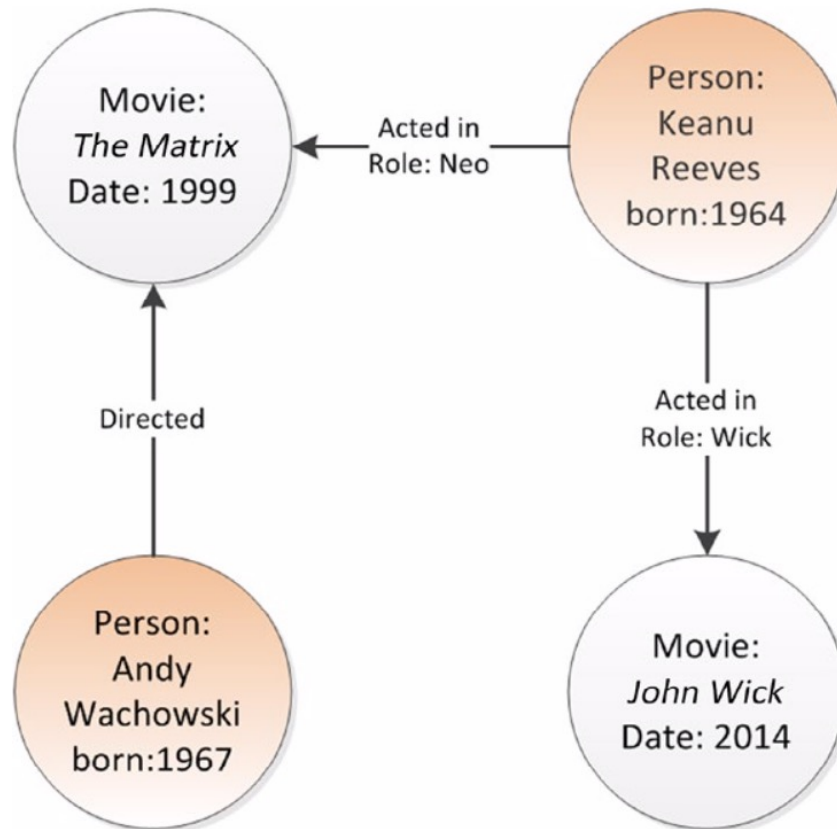 Movie:
The Matrix
Date: 1999
Acted in
Role: Neo
Person:
Keanu
Reeves
born:1964
Directed
Acted in
Role: Wick
Person:
Andy
Wachowski
born:1967
Movie:
John Wick
Date: 2014